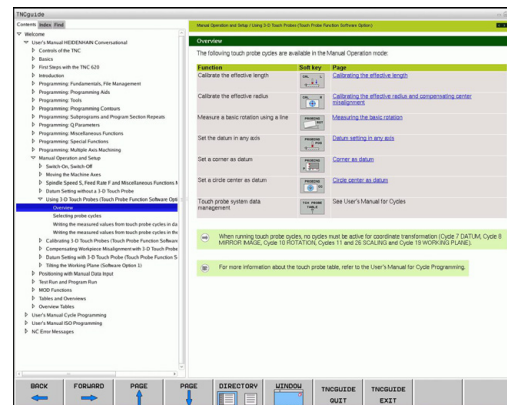 TNCguide
Contents Index Find
Manual Operation and Setup / Using 3-D Touch Probes (Touch Probe Function Software Option)
Welcome
User's Manual HEIDENHAIN Conversational
Controls of the TNC
Basics
First Steps with the TNC 620
Introduction
Programming: Fundamentals, File Management
Programming: Programming Aids
Programming: Tools
Programming: Programming Contours
Programming: Subprograms and Program Section Repeats
Programming: Q Parameters
Programming: Miscellaneous Functions
Programming: Special Functions
Programming: Multiple Axis Machining
Manual Operation and Setup
Switch-On, Switch-Off
Moving the Machine Axes
Spindle Speed S, Feed Rate F and Miscellaneous Functions M
Datum Setting without a 3-D Touch Probe
Using 3-D Touch Probes (Touch Probe Function Software Opti
Overview
Selecting probe cycles
Writing the measured values from touch probe cycles in da
Writing the measured values from touch probe cycles in the
Calibrating 3-D Touch Probes (Touch Probe Function Software
Compensating Workpiece Misalignment with 3-D Touch Probe
Datum Setting with 3-D Touch Probe (Touch Probe Function S
Tilting the Working Plane (Software Option 1)
Positioning with Manual Data Input
Test Run and Program Run
MOD Functions
Tables and Overviews
Overview Tables
User's Manual Cycle Programming
User's Manual ISO Programming
NC Error Messages
Overview
The following touch probe cycles are available in the Manual Operation mode:
Function Soft key Page
Calibrate the effective length Calibrating the effective length
Calibrate the effective radius Calibrating the effective radius and compensating center misalignment
Measure a basic rotation using a line PROBING Measuring the basic rotation
Set the datum in any axis PROBING POS Datum setting in any axis
Set a corner as datum PROBING Corner as datum
Set a circle center as datum PROBING Circle center as datum
Touch probe system data management TCH PROBE TABLE See User's Manual for Cycles
When running touch probe cycles, no cycles must be active for coordinate transformation (Cycle 7 DATUM, Cycle 8 MIRROR IMAGE, Cycle 10 ROTATION, Cycles 11 and 26 SCALING and Cycle 19 WORKING PLANE).
For more information about the touch probe table, refer to the User's Manual for Cycle Programming.
BACK FORWARD PAGE PAGE DIRECTORY WINDOW TNCGUIDE QUIT TNCGUIDE EXIT